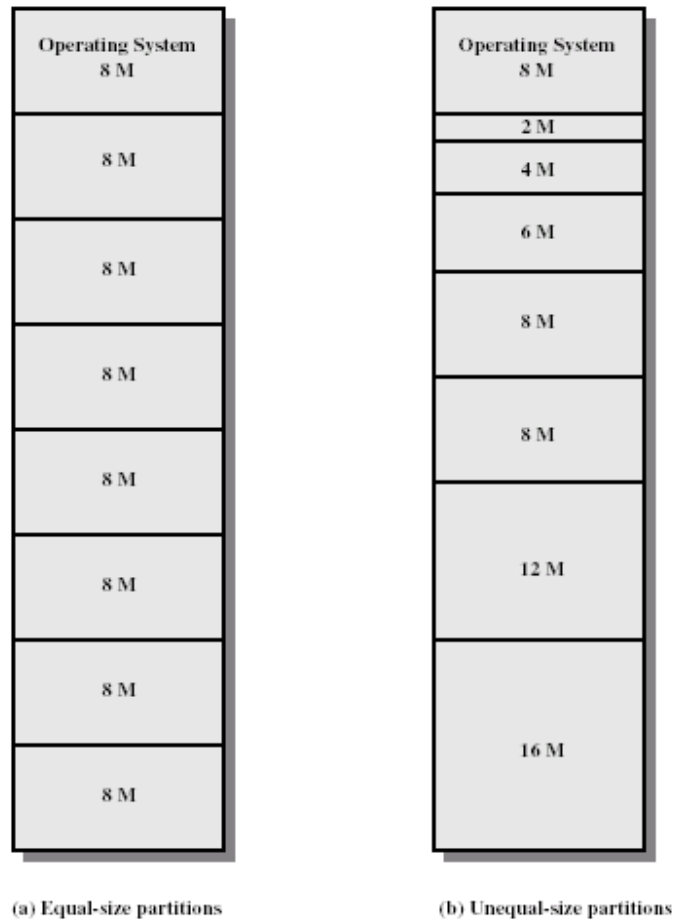 Operating System
8 M
8 M
8 M
8 M
8 M
8 M
8 M
8 M
(a) Equal-size partitions
Operating System
8 M
2 M
4 M
6 M
8 M
8 M
12 M
16 M
(b) Unequal-size partitions